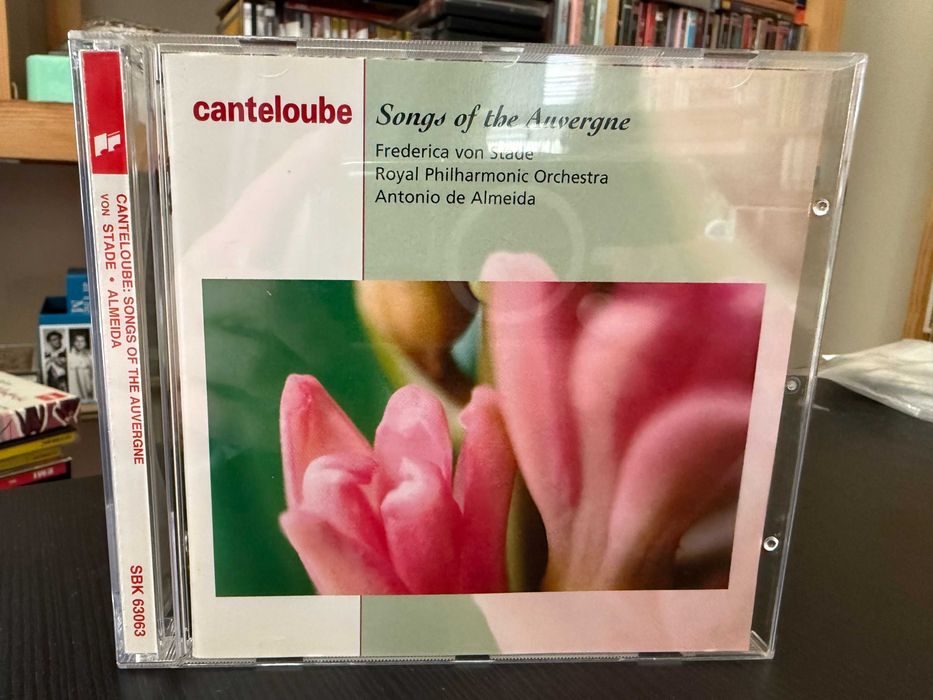 canteloube
Songs of the Auvergne
Frederica von Stade
Royal Philharmonic Orchestra
Antonio de Almeida
CANTELOUBE: SONGS OF THE AUVERGNE
VON STADE • ALMEIDA
SBK 63063